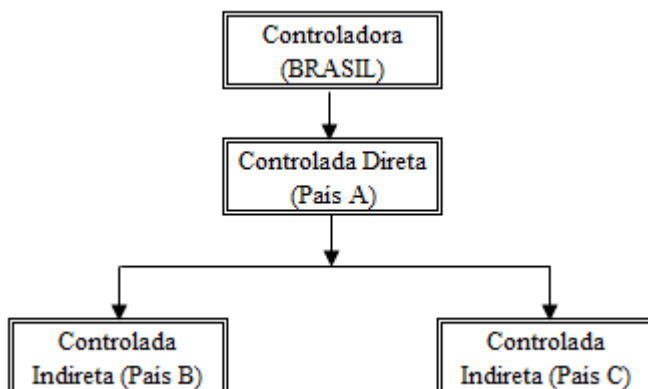 Controladora
(BRASIL)
Controlada Direta
(País A)
Controlada
Indireta (País B)
Controlada
Indireta (País C)